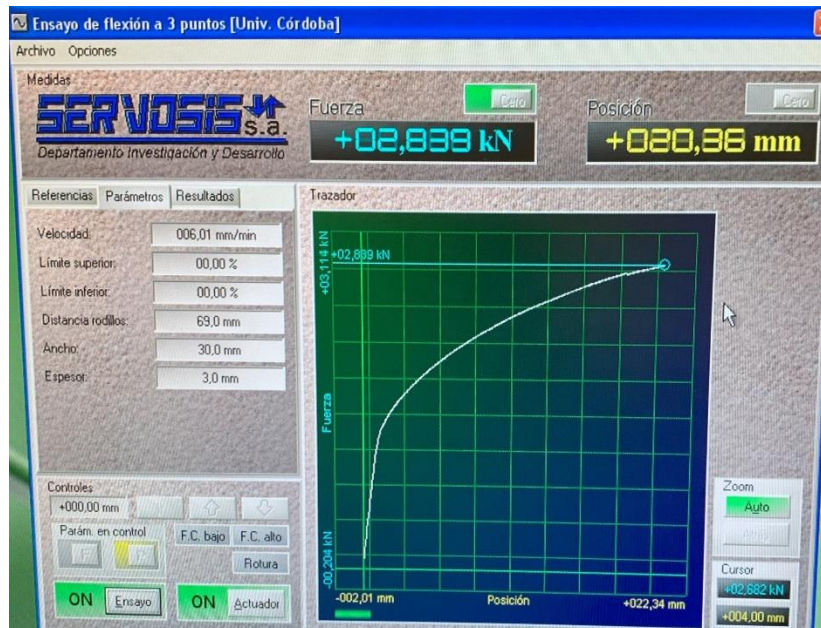 Ensayo de flexión a 3 puntos [Univ. Córdoba]
Archivo Opciones
Medidas
SERVOSIS s.a.
Departamento Investigación y Desarrollo
Fuerza
Cero
+02,839 kN
Posición
Cero
+020,38 mm
Referencias Parámetros Resultados
Velocidad: 006,01 mm/min
Límite superior: 00,00 %
Límite inferior: 00,00 %
Distancia rodillos: 69,0 mm
Ancho: 30,0 mm
Espesor: 3,0 mm
Controles
+000,00 mm
Parám. en control
F.C. bajo F.C. alto
Rotura
ON Ensayo ON Actuador
Trazador
+03,114 kN
+02,839 kN
Fuerza
-00,204 kN
-002,01 mm Posición +022,34 mm
Zoom
Auto
Cursor
+02,682 kN
+004,00 mm